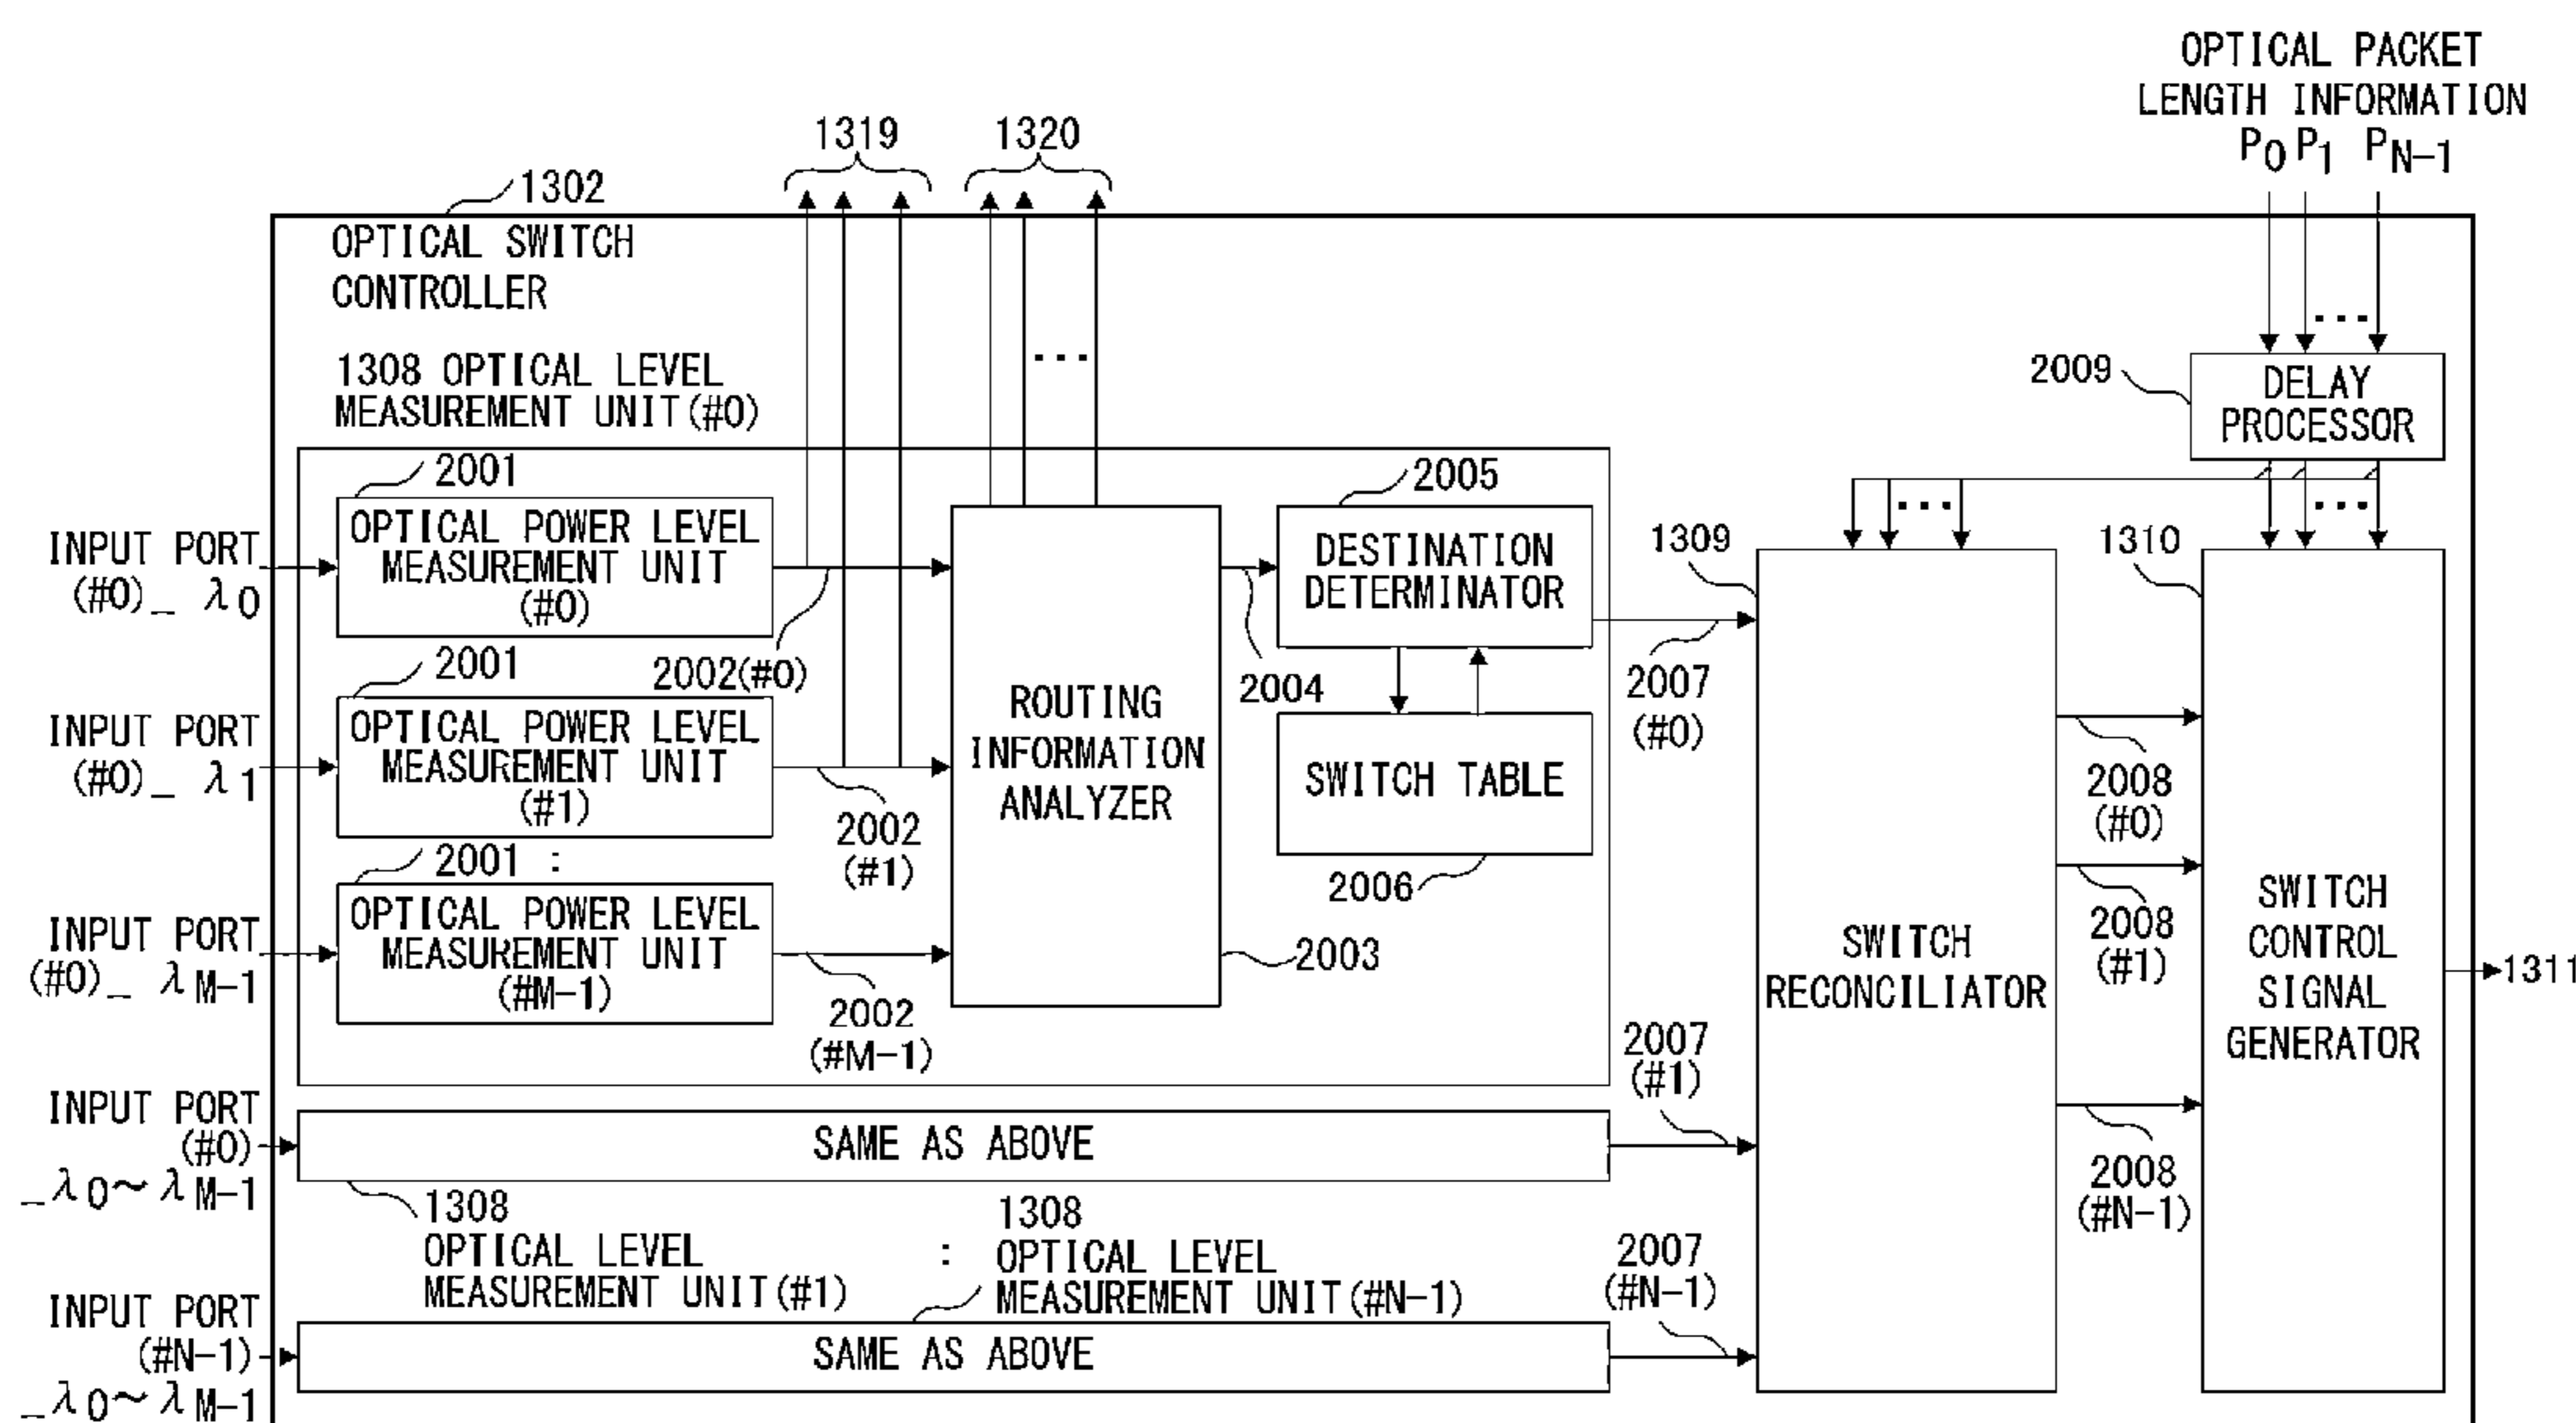 OPTICAL PACKET
LENGTH INFORMATION
P0 P1 PN-1
1319
1320
1302
OPTICAL SWITCH
CONTROLLER
...
...
1308 OPTICAL LEVEL
MEASUREMENT UNIT(#0)
2009
DELAY
PROCESSOR
2001
OPTICAL POWER LEVEL
MEASUREMENT UNIT
(#0)
INPUT PORT
(#0)_ λ0
2002(#0)
2001
OPTICAL POWER LEVEL
MEASUREMENT UNIT
(#1)
INPUT PORT
(#0)_ λ1
2002
(#1)
2001 :
OPTICAL POWER LEVEL
MEASUREMENT UNIT
(#M-1)
INPUT PORT
(#0)_ λM-1
2002
(#M-1)
ROUTING
INFORMATION
ANALYZER
2003
2004
2005
DESTINATION
DETERMINATOR
SWITCH TABLE
2006
2007
(#0)
1309
...
SWITCH
RECONCILIATOR
2008
(#0)
2008
(#1)
2008
(#N-1)
1310
...
SWITCH
CONTROL
SIGNAL
GENERATOR
1311
INPUT PORT
(#0)
_λ0~λM-1
SAME AS ABOVE
2007
(#1)
1308
OPTICAL LEVEL
MEASUREMENT UNIT(#1)
:
1308
OPTICAL LEVEL
MEASUREMENT UNIT(#N-1)
2007
(#N-1)
INPUT PORT
(#N-1)
_λ0~λM-1
SAME AS ABOVE